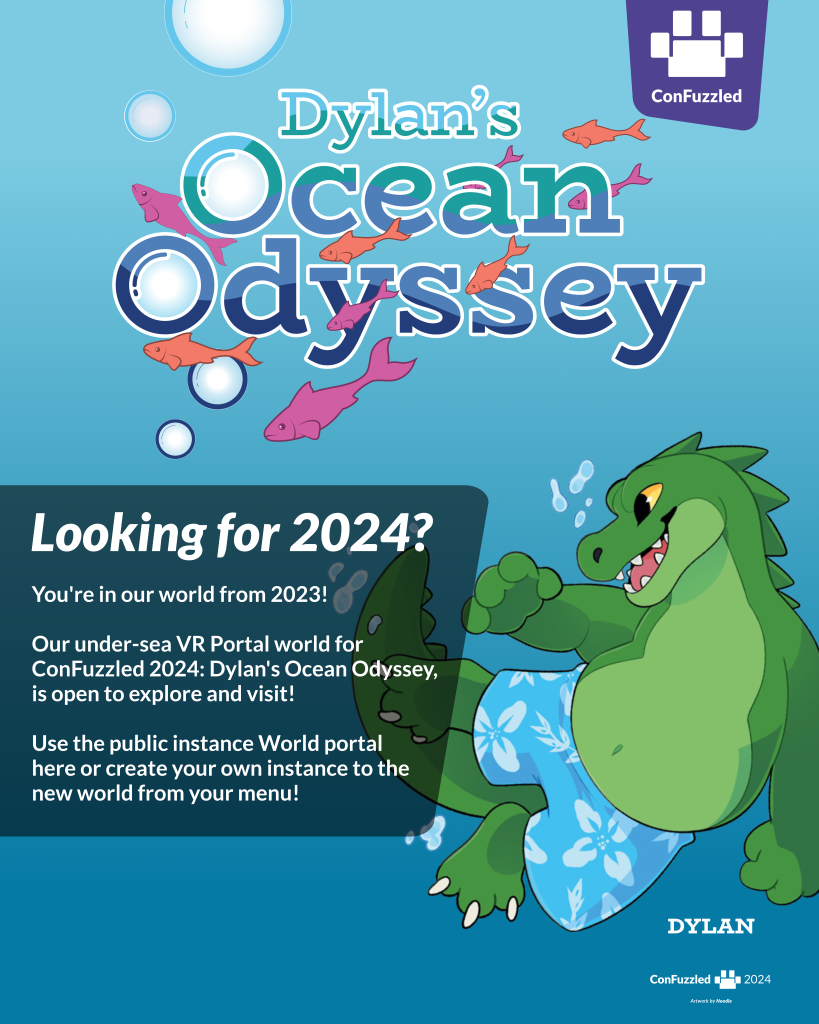 ConFuzzled
Dylan's
Ocean
Odyssey
Looking for 2024?
You're in our world from 2023!
Our under-sea VR Portal world for
ConFuzzled 2024: Dylan's Ocean Odyssey,
is open to explore and visit!
Use the public instance World portal
here or create your own instance to the
new world from your menu!
DYLAN
ConFuzzled 2024
Artwork by Noodle